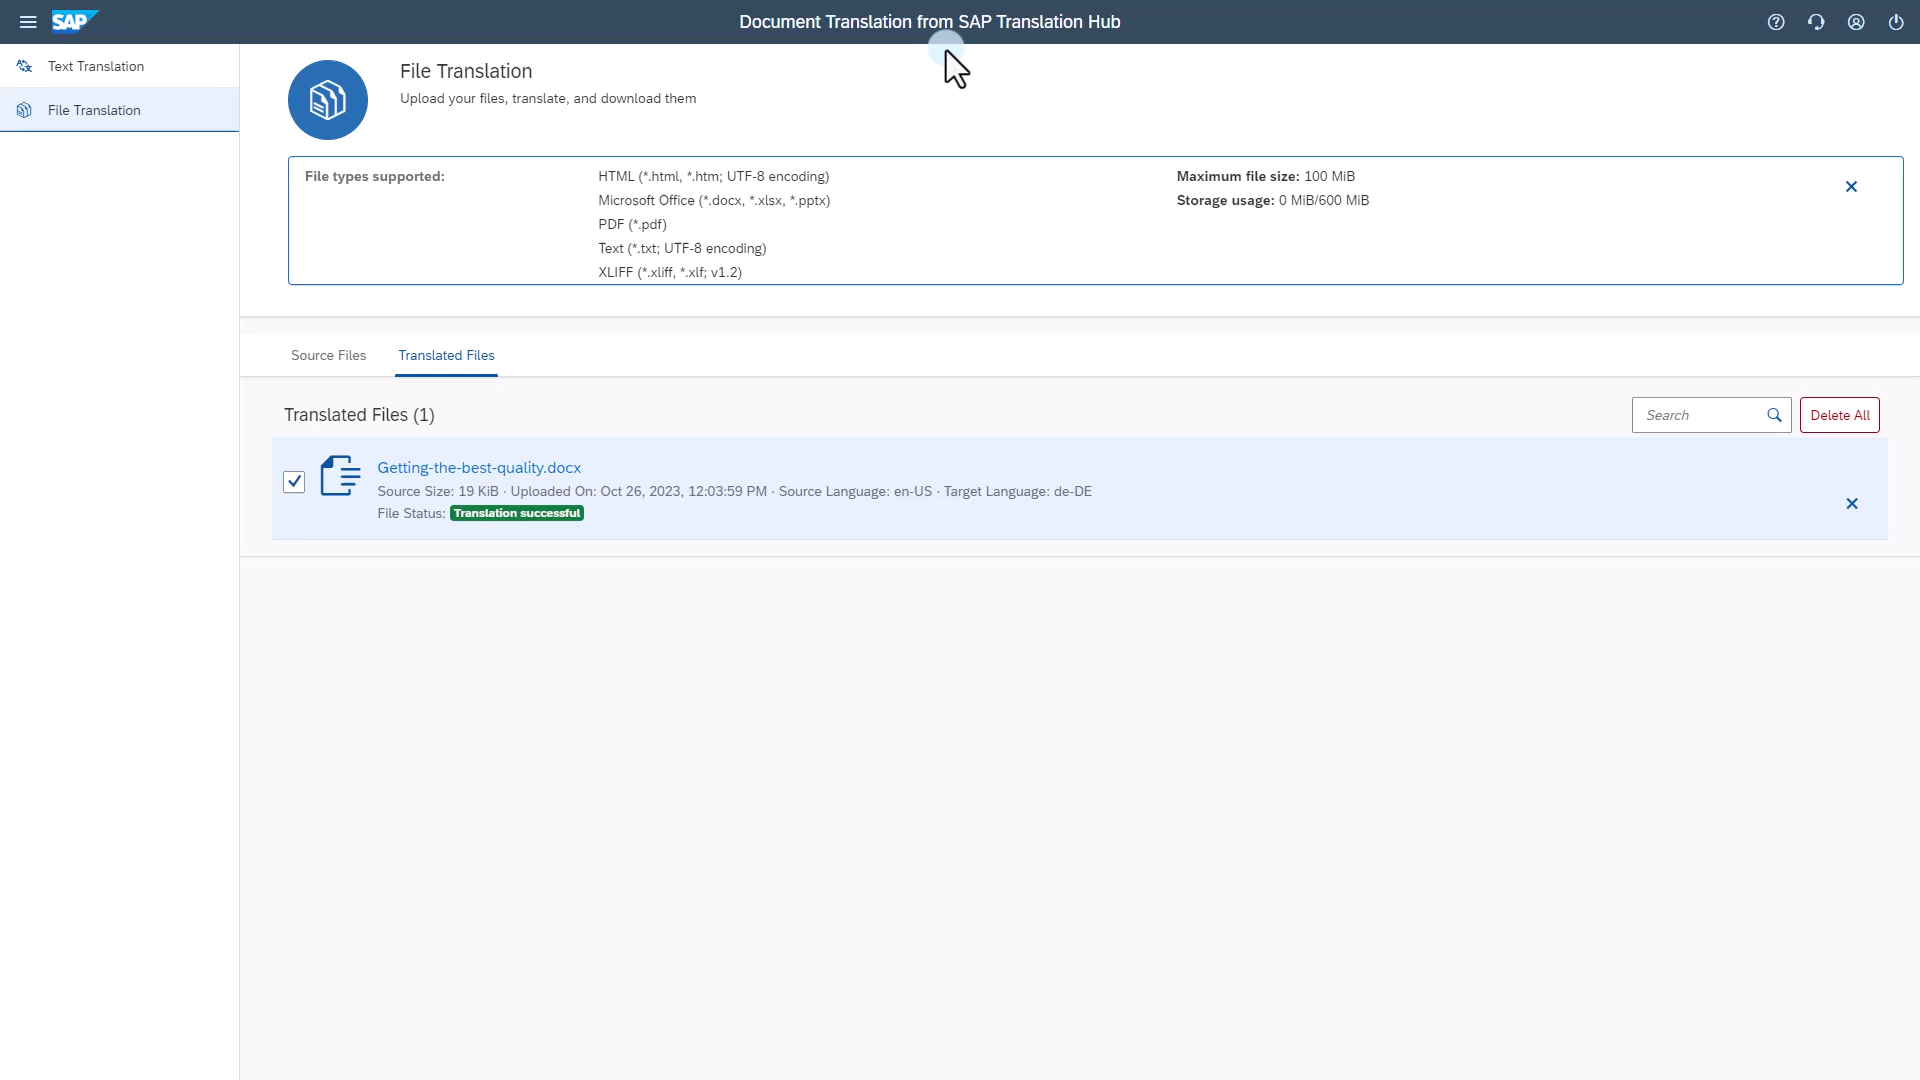 SAP
Document Translation from SAP Translation Hub
Text Translation
File Translation
File Translation
Upload your files, translate, and download them
File types supported:
HTML (*.html, *.htm; UTF-8 encoding)
Microsoft Office (*.docx, *.xlsx, *.pptx)
PDF (*.pdf)
Text (*.txt; UTF-8 encoding)
XLIFF (*.xliff, *.xlf; v1.2)
Maximum file size: 100 MiB
Storage usage: 0 MiB/600 MiB
Source Files
Translated Files
Translated Files (1)
Search
Delete All
Getting-the-best-quality.docx
Source Size: 19 KiB · Uploaded On: Oct 26, 2023, 12:03:59 PM · Source Language: en-US · Target Language: de-DE
File Status: Translation successful